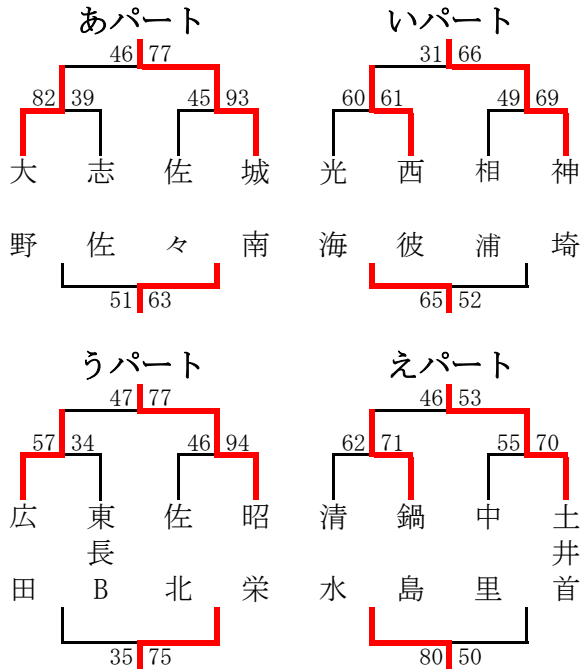 あパート
いパート
46 77
31 66
82 39
45 93
60 61
49 69
大野
志佐
佐々
城南
光海
西彼
相浦
神埼
51 63
65 52
うパート
えパート
47 77
46 53
57 34
46 94
62 71
55 70
広田
東長B
佐北
昭栄
清水
鍋島
中里
土井首
35 75
80 50